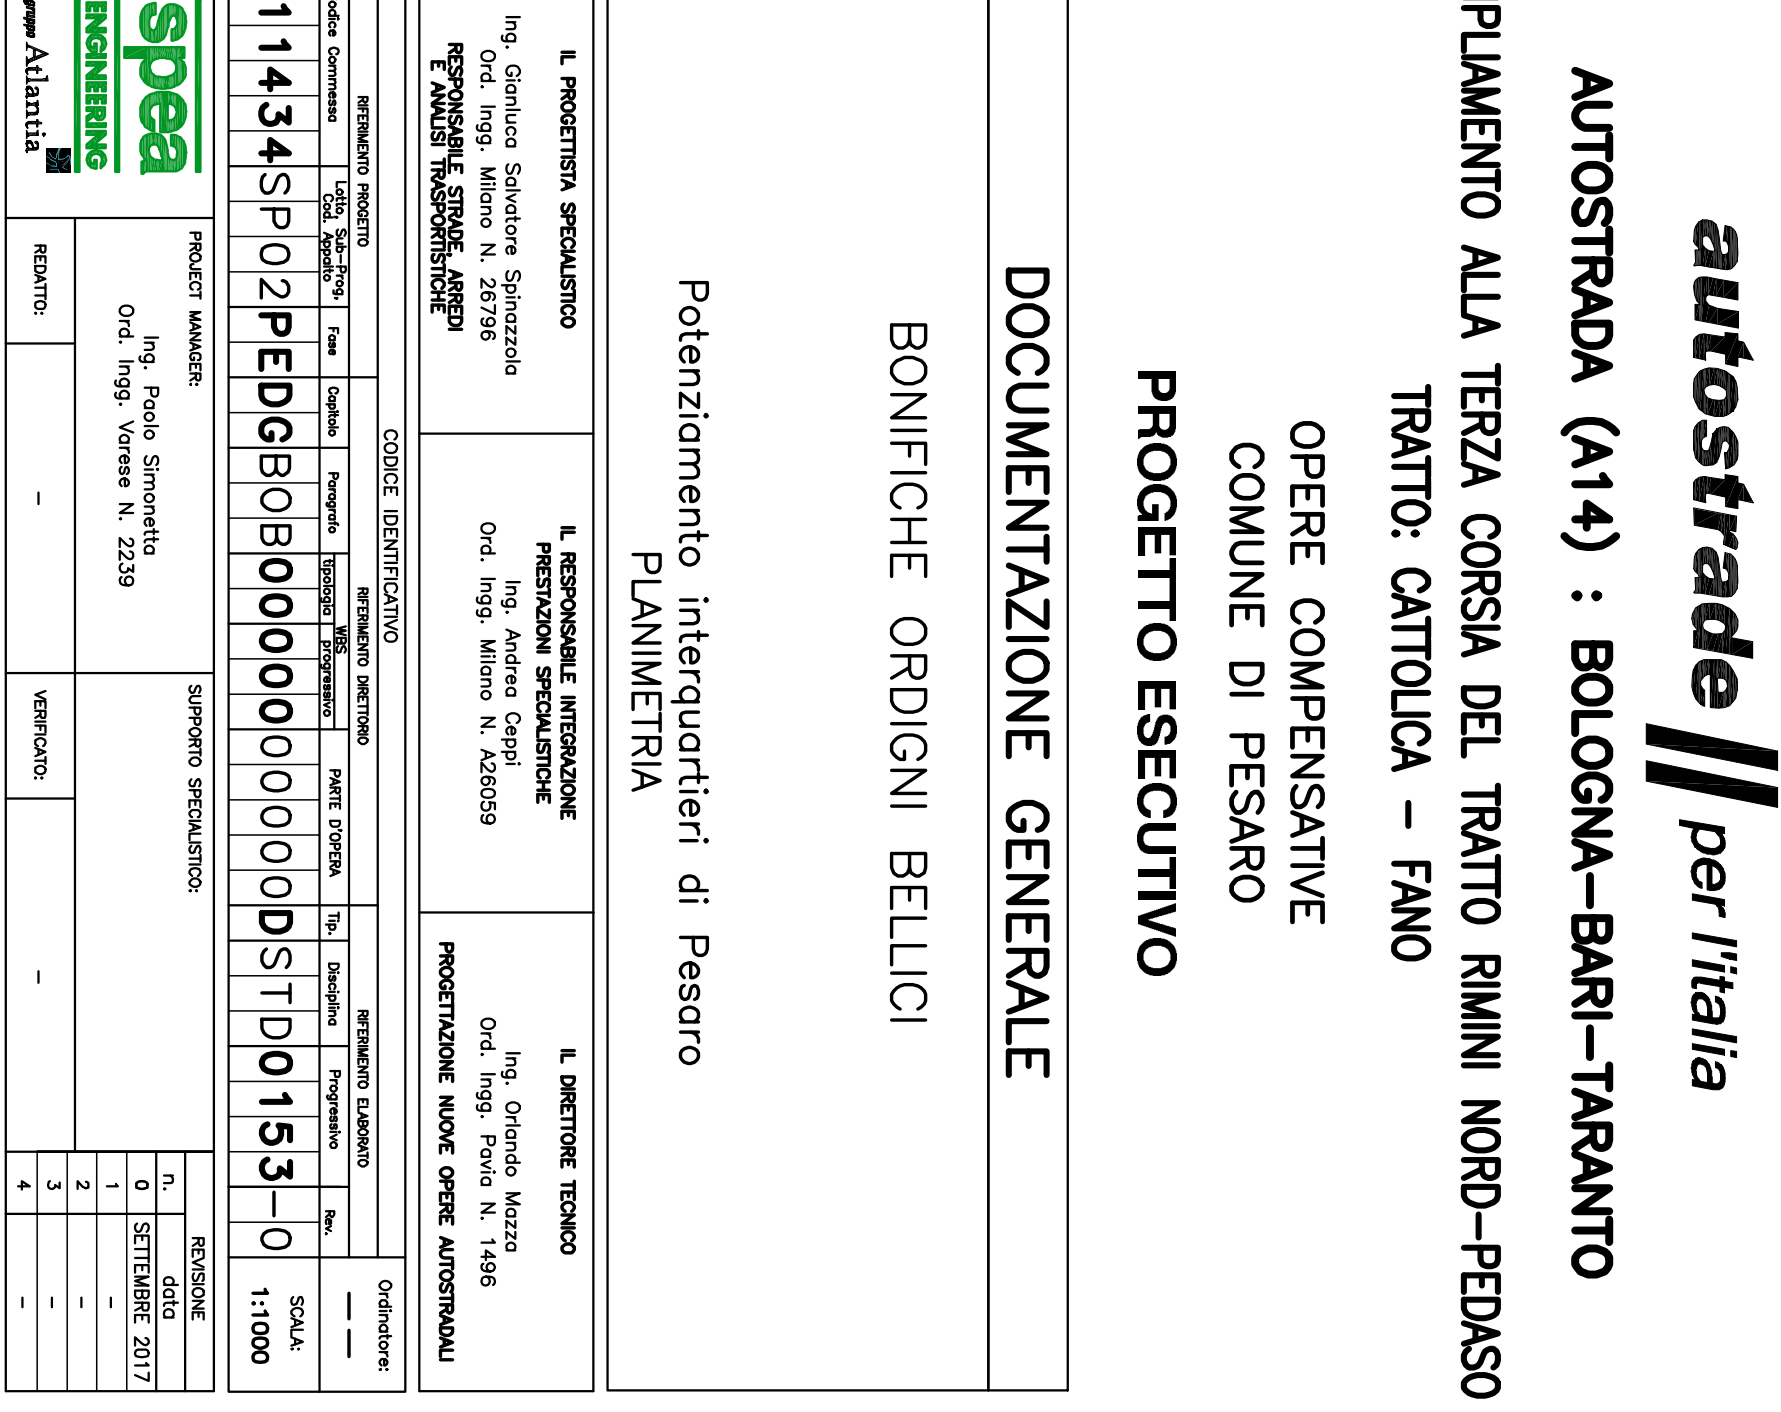 autostrade // per l'italia
AUTOSTRADA (A14) : BOLOGNA-BARI-TARANTO
PLIAMENTO ALLA TERZA CORSIA DEL TRATTO RIMINI NORD-PEDASO
TRATTO: CATTOLICA - FANO
OPERE COMPENSATIVE
COMUNE DI PESARO
PROGETTO ESECUTIVO
DOCUMENTAZIONE GENERALE
BONIFICHE ORDIGNI BELLICI
Potenziamento interquartieri di Pesaro
PLANIMETRIA
IL PROGETTISTA SPECIALISTICO
Ing. Gianluca Salvatore Spinazzola
Ord. Ingg. Milano N. 26796
RESPONSABILE STRADE, ARREDI
E ANALISI TRASPORTISTICHE
IL RESPONSABILE INTEGRAZIONE
PRESTAZIONI SPECIALISTICHE
Ing. Andrea Ceppi
Ord. Ingg. Milano N. A26059
IL DIRETTORE TECNICO
Ing. Orlando Mazza
Ord. Ingg. Pavia N. 1496
PROGETTAZIONE NUOVE OPERE AUTOSTRADALI
CODICE IDENTIFICATIVO
Ordinatore:
RIFERIMENTO PROGETTO
RIFERIMENTO DIRETTORIO
RIFERIMENTO ELABORATO
odice Commessa
Lotto, Sub-Prog,
Cod. Appalto
Fase
Capitolo
Paragrafo
WBS
tipologia
progressivo
PARTE D'OPERA
Tip.
Disciplina
Progressivo
Rev.
--
11434SP02PEDGBOB0000000000DSTD0153-0
SCALA:
1:1000
spea
ENGINEERING
gruppo Atlantia
PROJECT MANAGER:
Ing. Paolo Simonetta
Ord. Ingg. Varese N. 2239
SUPPORTO SPECIALISTICO:
REDATTO:
-
VERIFICATO:
-
REVISIONE
n. data
0 SETTEMBRE 2017
1 -
2 -
3 -
4 -